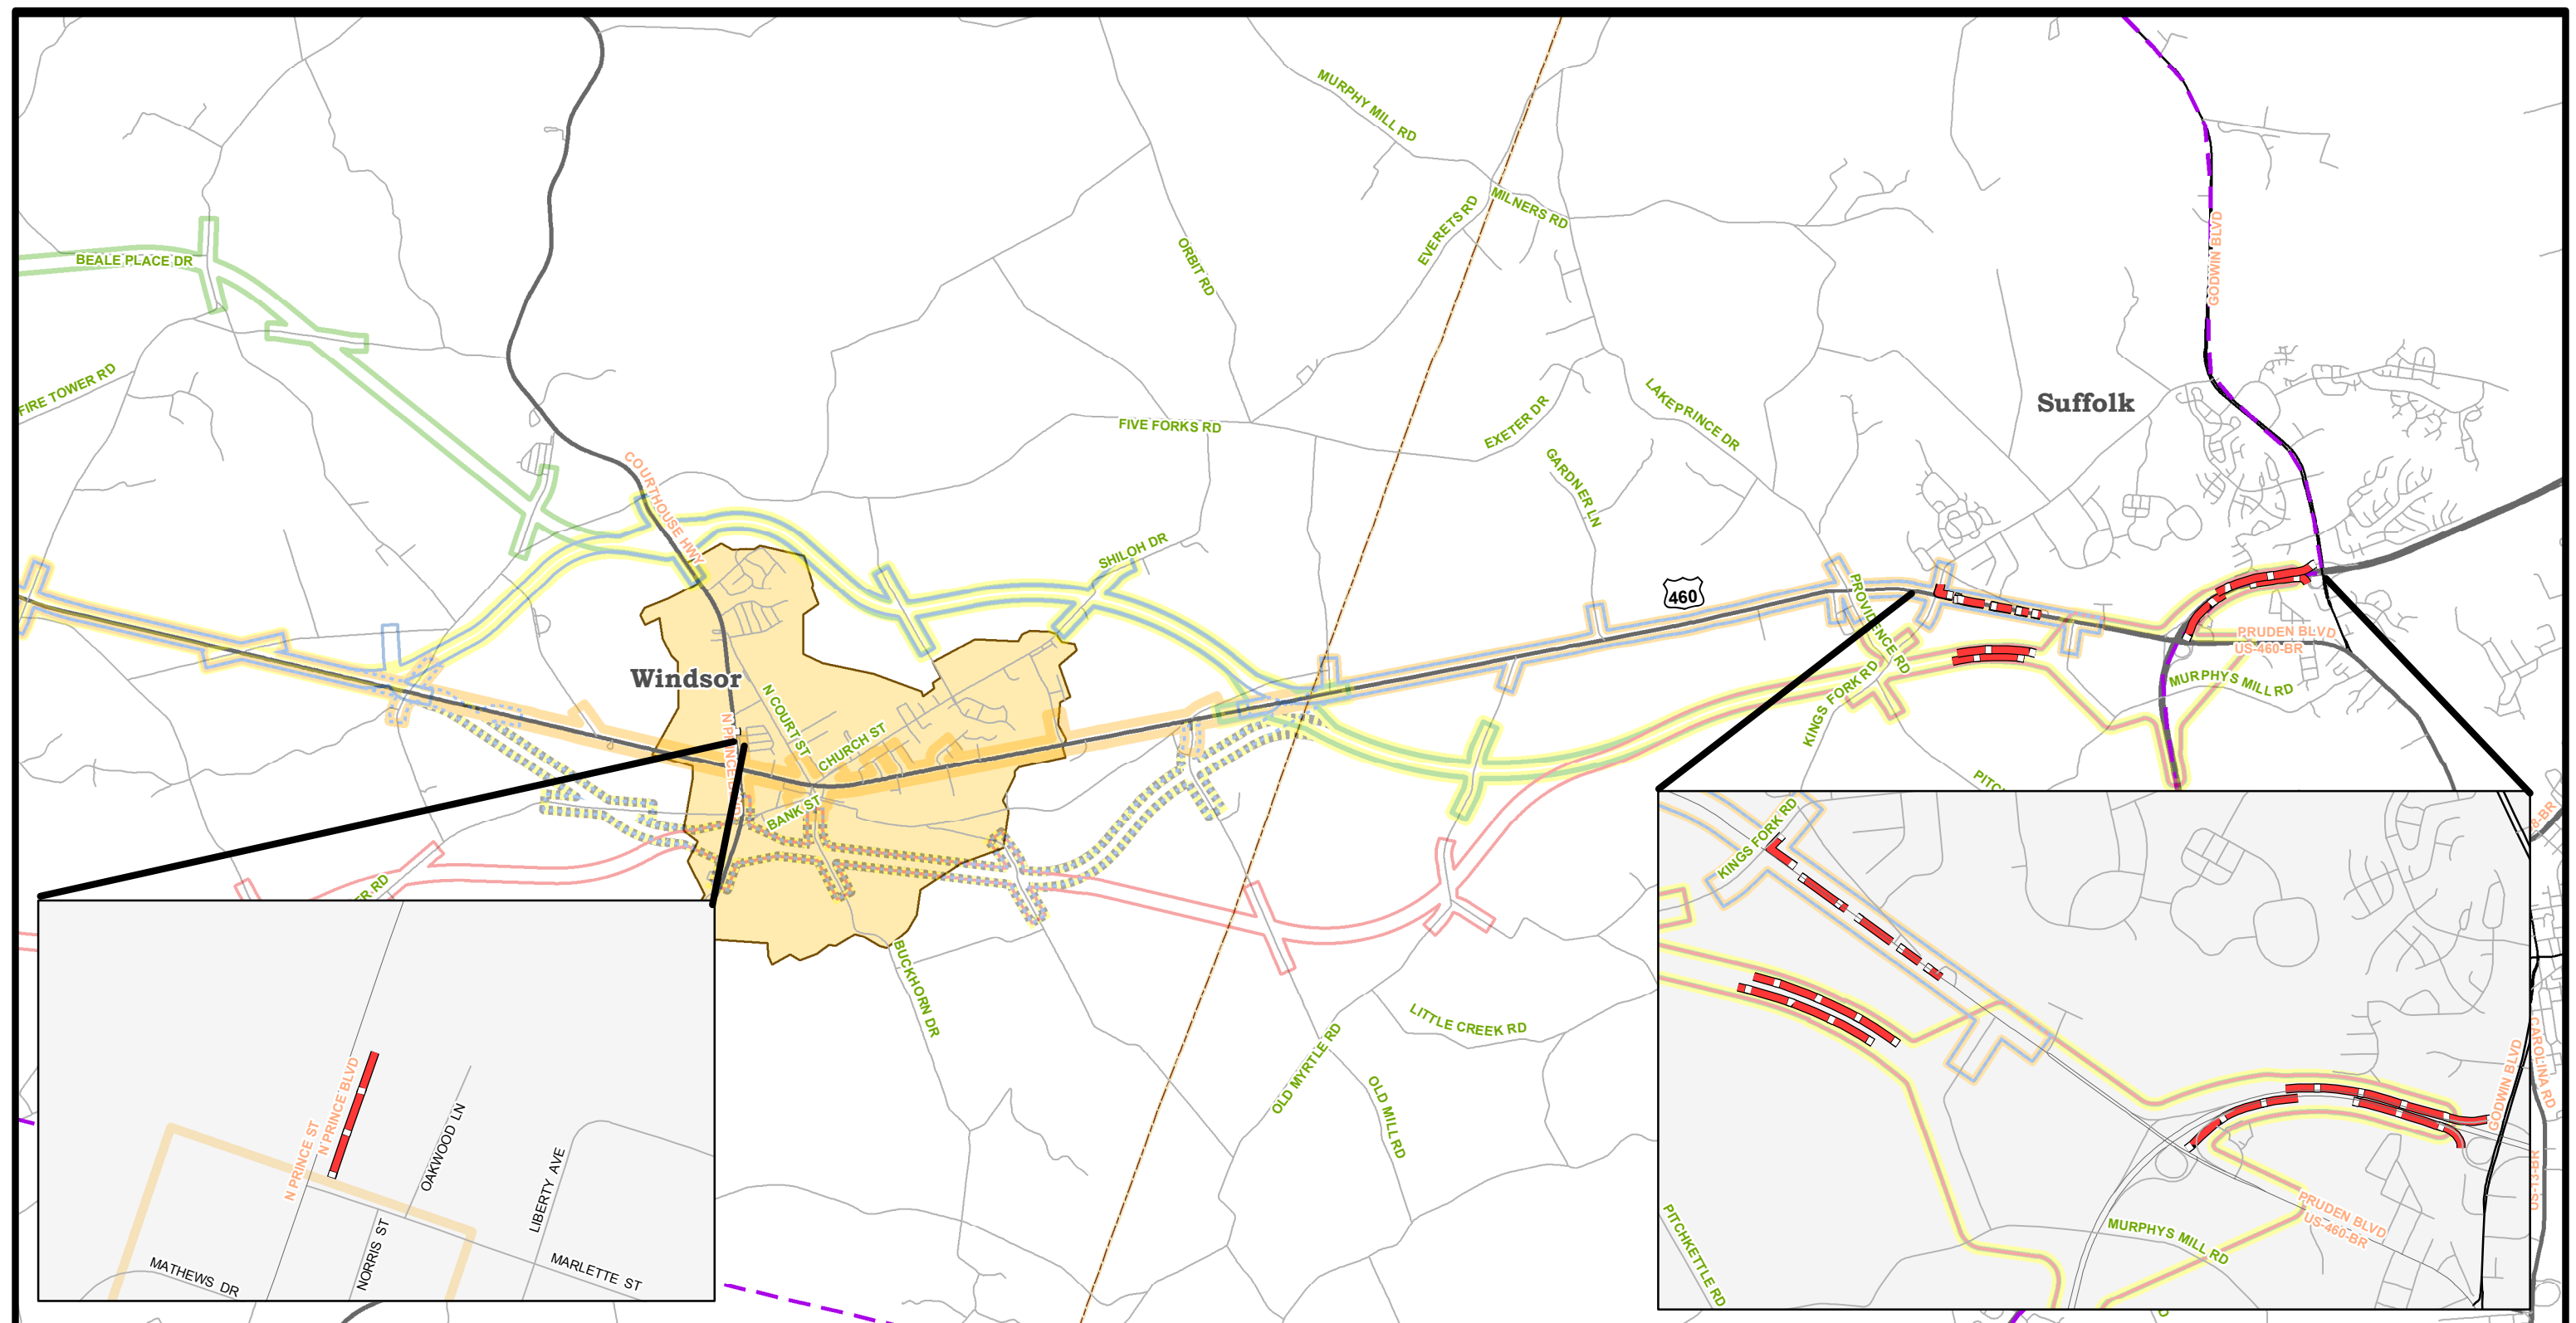 MURPHY MILL RD
MILNERS RD
EVERETS RD
ORBIT RD
GODWIN BLVD
BEALE PLACE DR
FIRE TOWER RD
Suffolk
FIVE FORKS RD
EXETER DR
LAKEPRINCE DR
GARDNER LN
COURTHOUSE HWY
SHILOH DR
460
PROVIDENCE RD
PRUDEN BLVD
US-460-BR
MURPHYS MILL RD
KINGS FORK RD
Windsor
N COURT ST
CHURCH ST
BANK ST
BUCKHORN DR
LITTLE CREEK RD
OLD MYRTLE RD
OLD MILL RD
N PRINCE ST
N PRINCE BLVD
OAKWOOD LN
LIBERTY AVE
NORRIS ST
MATHEWS DR
MARLETTE ST
KINGS FORK RD
GODWIN BLVD
CAROLINA RD
US-13-BR
PRUDEN BLVD
US-460-BR
MURPHYS MILL RD
PITCHKETTLE RD